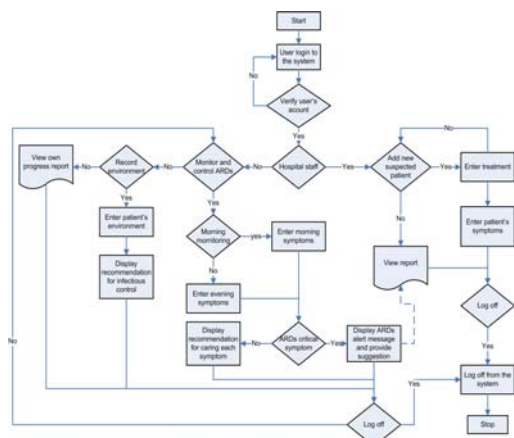 Start
User login to
the system
No
Verify user's
acount
Yes
View own
progress report
No
Record
environment
No
Monitor and
control ARDs
No
Hospital staff
Yes
Add new
suspected
patient
Yes
No
Enter treatment
Yes
Enter patient's
environment
Yes
Morning
momitoring
yes
Enter morning
symptoms
No
Enter patient's
symptoms
Display
recommendation
for infectious
control
No
Enter evening
symptoms
View report
Log off
No
Display
recommendation
for caring each
symptom
No
ARDs critical
symptom
Yes
Display ARDs
alert message
and provide
suggestion
Yes
Log off from the
system
Yes
Log off
Stop